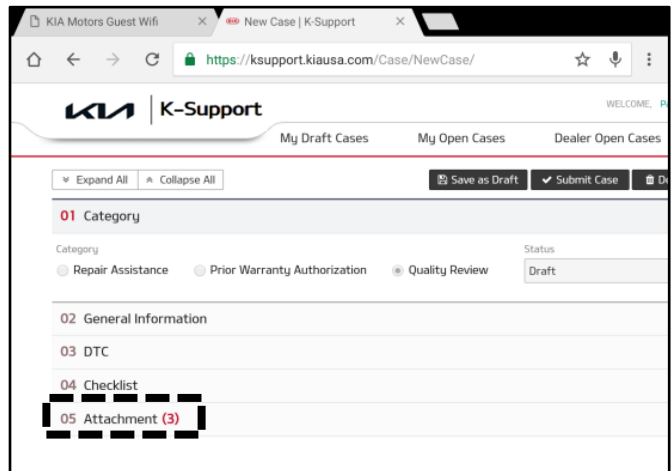 KIA Motors Guest Wifi
New Case | K-Support
https://ksupport.kiausa.com/Case/NewCase/
KIA K-Support
WELCOME,
My Draft Cases My Open Cases Dealer Open Cases
Expand All Collapse All Save as Draft Submit Case
01 Category
Category Status
Repair Assistance Prior Warranty Authorization Quality Review Draft
02 General Information
03 DTC
04 Checklist
05 Attachment (3)